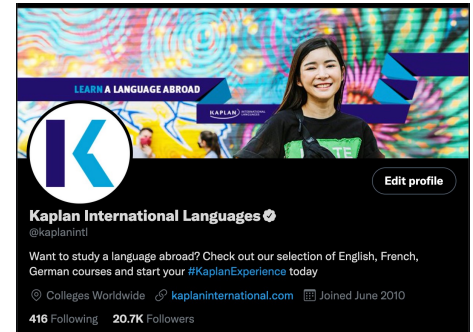 LEARN A LANGUAGE ABROAD
KAPLAN INTERNATIONAL LANGUAGES
Edit profile
Kaplan International Languages
@kaplanintl
Want to study a language abroad? Check out our selection of English, French,
German courses and start your #KaplanExperience today
Colleges Worldwide kaplaninternational.com Joined June 2010
416 Following 20.7K Followers